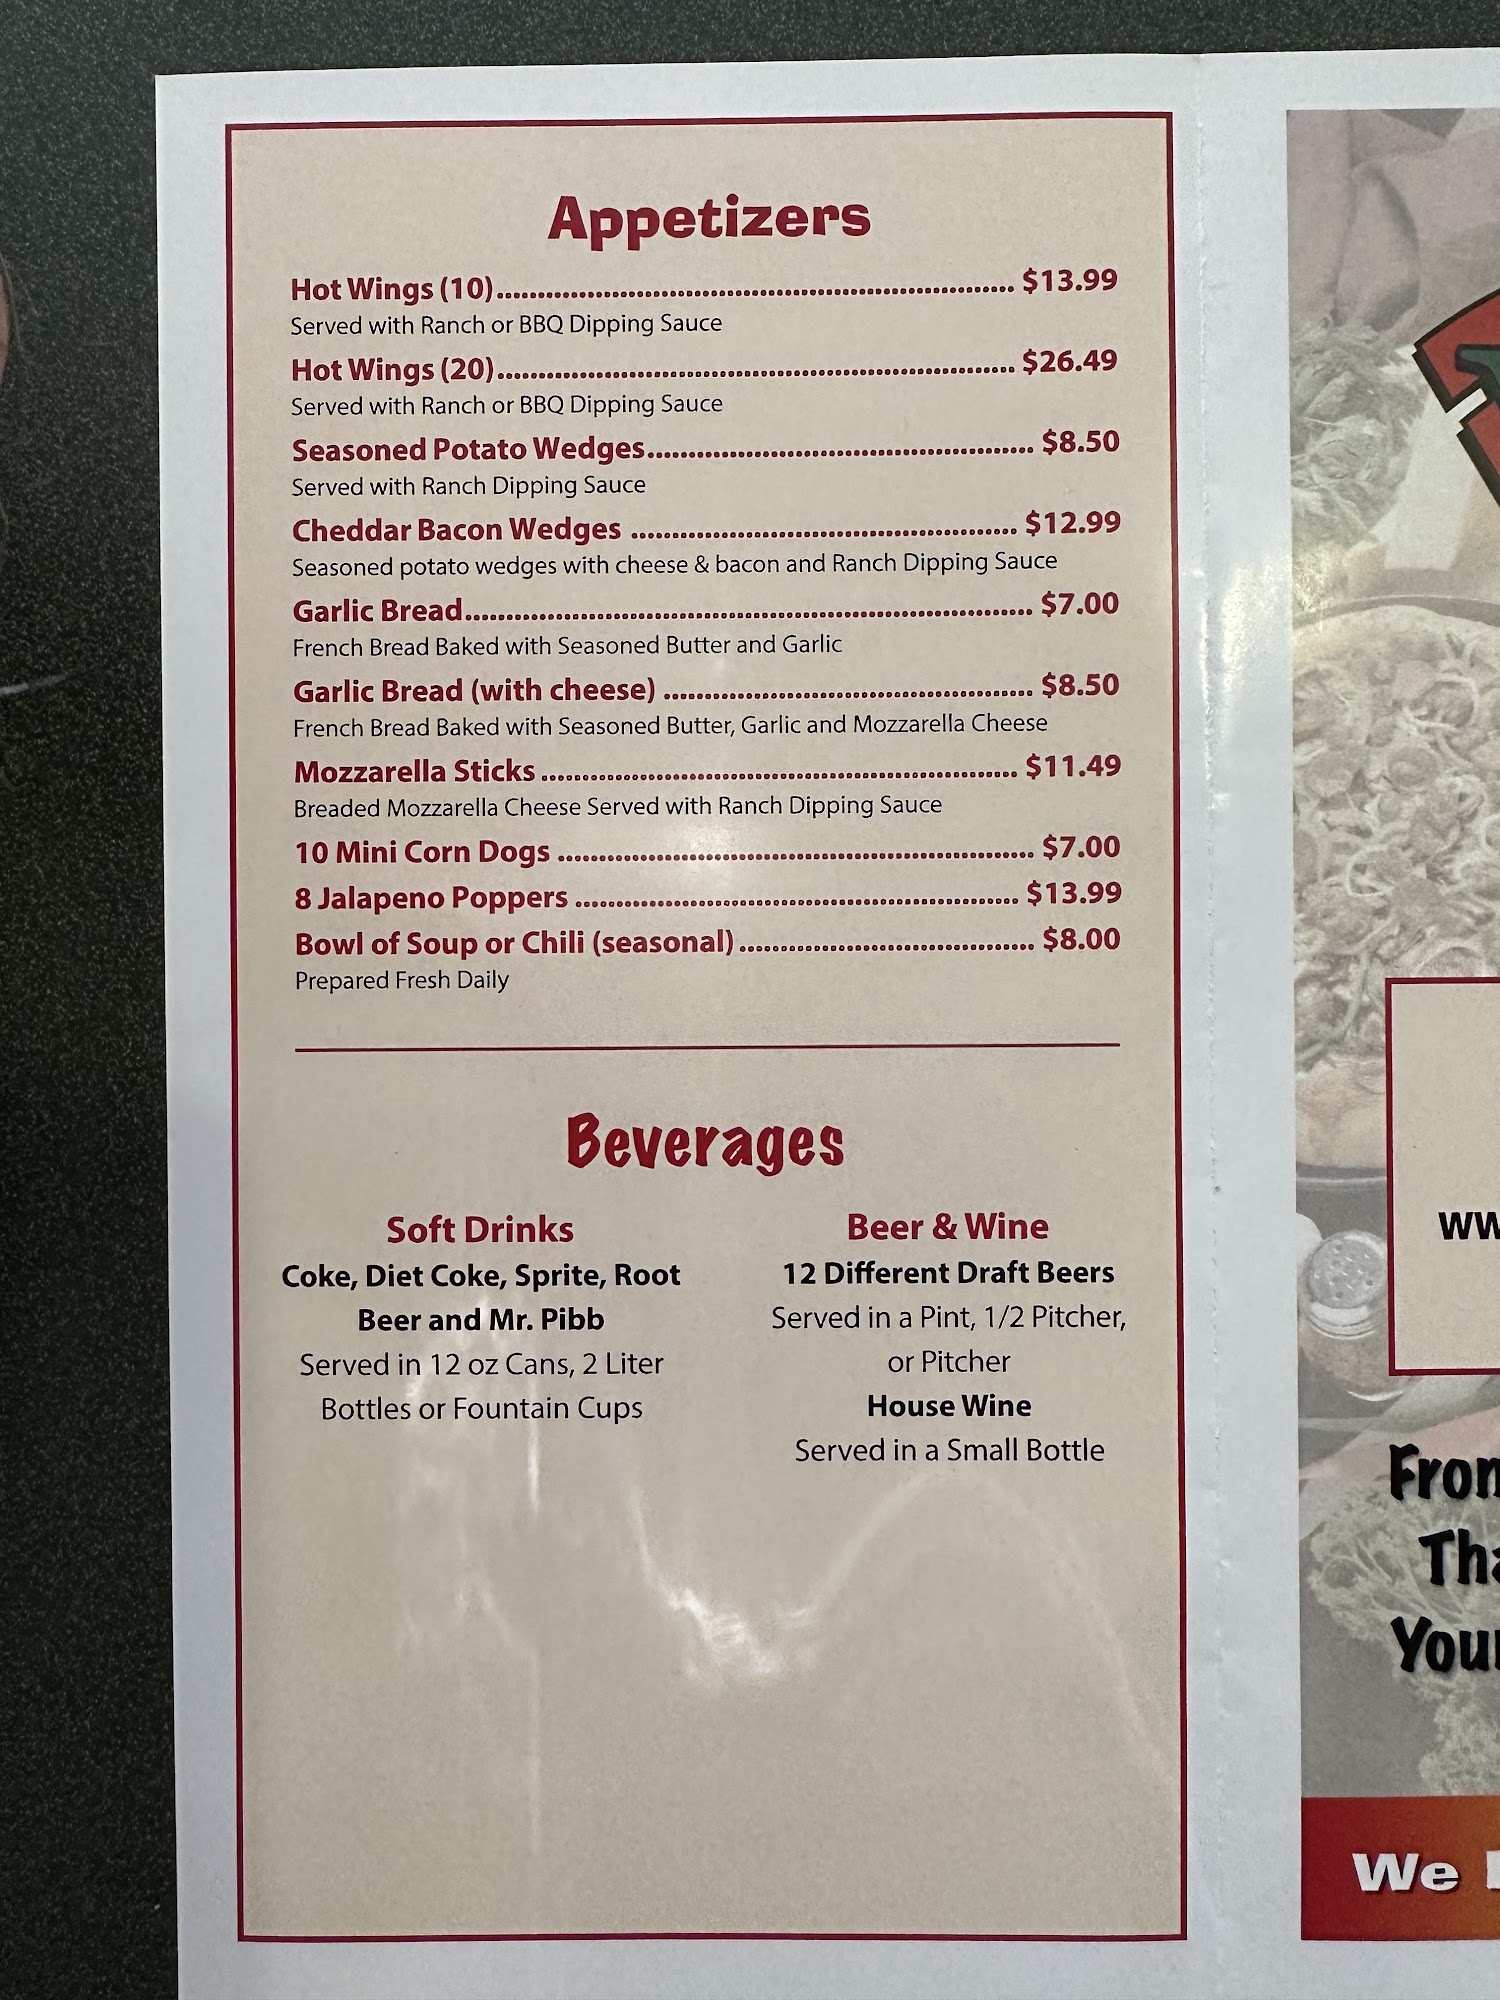 Appetizers
Hot Wings (10) $13.99
Served with Ranch or BBQ Dipping Sauce
Hot Wings (20) $26.49
Served with Ranch or BBQ Dipping Sauce
Seasoned Potato Wedges $8.50
Served with Ranch Dipping Sauce
Cheddar Bacon Wedges $12.99
Seasoned potato wedges with cheese & bacon and Ranch Dipping Sauce
Garlic Bread $7.00
French Bread Baked with Seasoned Butter and Garlic
Garlic Bread (with cheese) $8.50
French Bread Baked with Seasoned Butter, Garlic and Mozzarella Cheese
Mozzarella Sticks $11.49
Breaded Mozzarella Cheese Served with Ranch Dipping Sauce
10 Mini Corn Dogs $7.00
8 Jalapeno Poppers $13.99
Bowl of Soup or Chili (seasonal) $8.00
Prepared Fresh Daily
Beverages
Soft Drinks
Coke, Diet Coke, Sprite, Root
Beer and Mr. Pibb
Served in 12 oz Cans, 2 Liter
Bottles or Fountain Cups
Beer & Wine
12 Different Draft Beers
Served in a Pint, 1/2 Pitcher,
or Pitcher
House Wine
Served in a Small Bottle
We